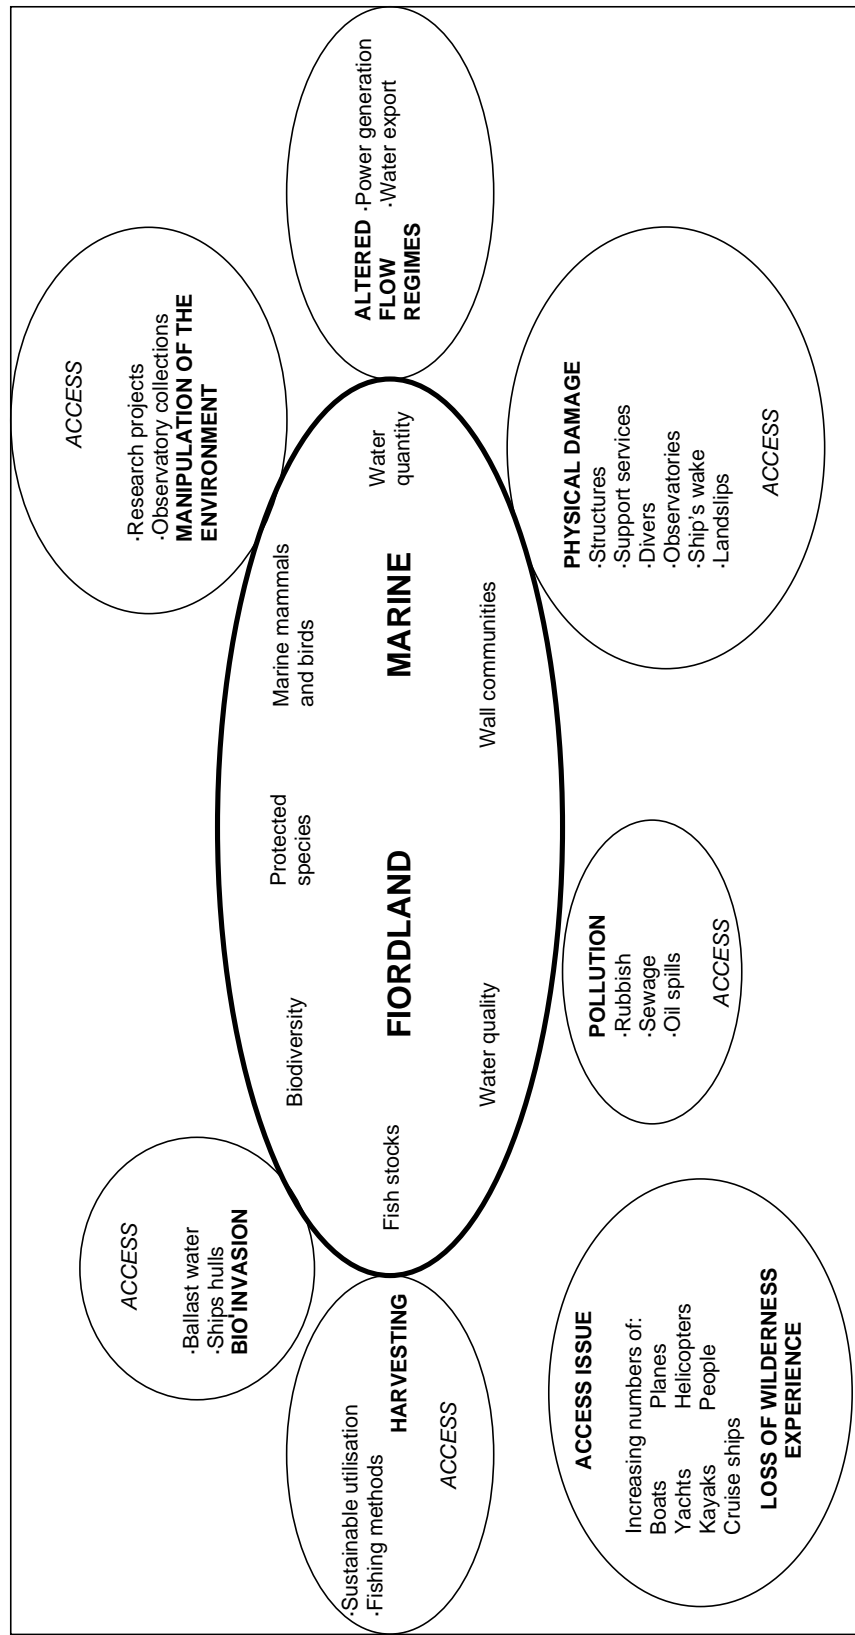 ACCESS
·Ballast water
·Ships hulls
BIO'INVASION
ACCESS
·Research projects
·Observatory collections
MANIPULATION OF THE
ENVIRONMENT
·Sustainable utilisation
·Fishing methods
HARVESTING
ACCESS
Biodiversity
Protected
species
Marine mammals
and birds
Fish stocks
FIORDLAND MARINE
Water
quantity
Water quality
Wall communities
ALTERED ·Power generation
FLOW ·Water export
REGIMES
ACCESS ISSUE
Increasing numbers of:
Boats Planes
Yachts Helicopters
Kayaks People
Cruise ships
LOSS OF WILDERNESS
EXPERIENCE
POLLUTION
·Rubbish
·Sewage
·Oil spills
ACCESS
PHYSICAL DAMAGE
·Structures
·Support services
·Divers
·Observatories
·Ship's wake
·Landslips
ACCESS